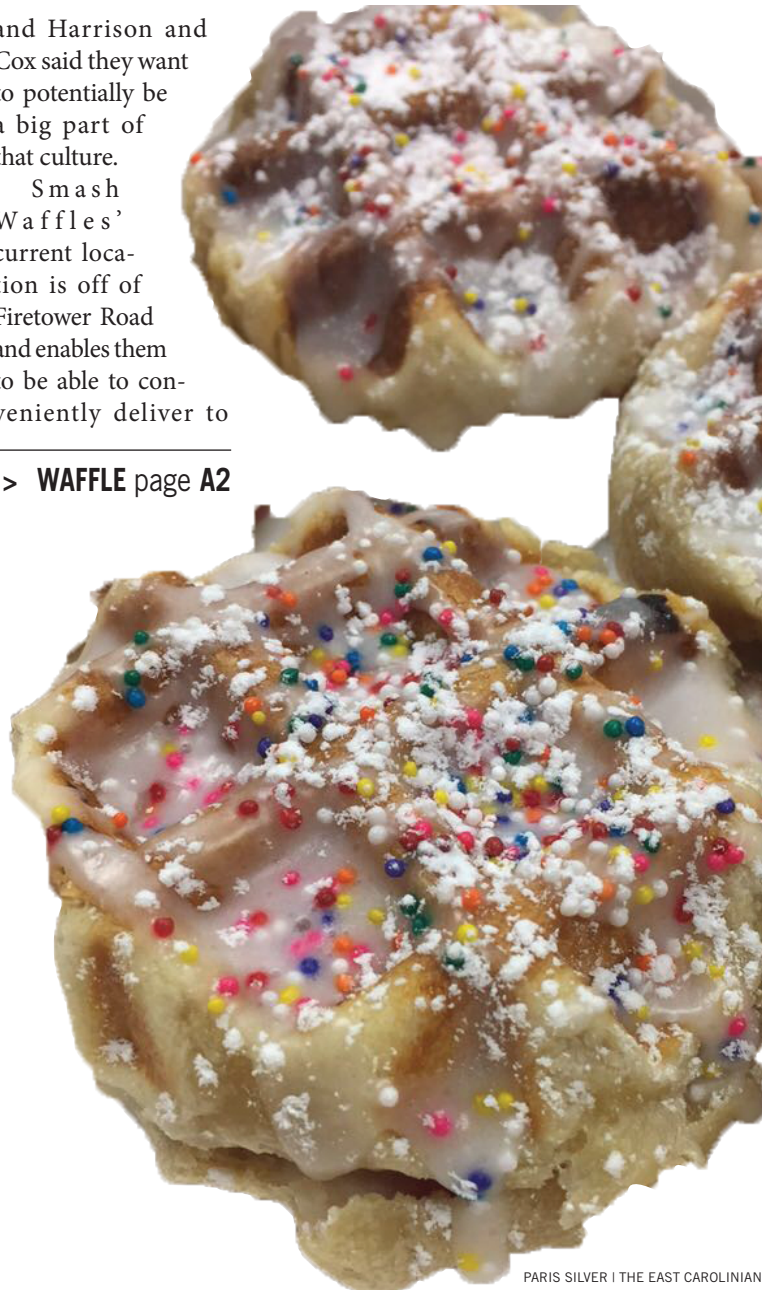 and Harrison and
Cox said they want
to potentially be
a big part of
that culture.
Smash
Waffles’
current loca-
tion is off of
Firetower Road
and enables them
to be able to con-
veniently deliver to
> WAFFLE page A2
PARIS SILVER | THE EAST CAROLINIAN